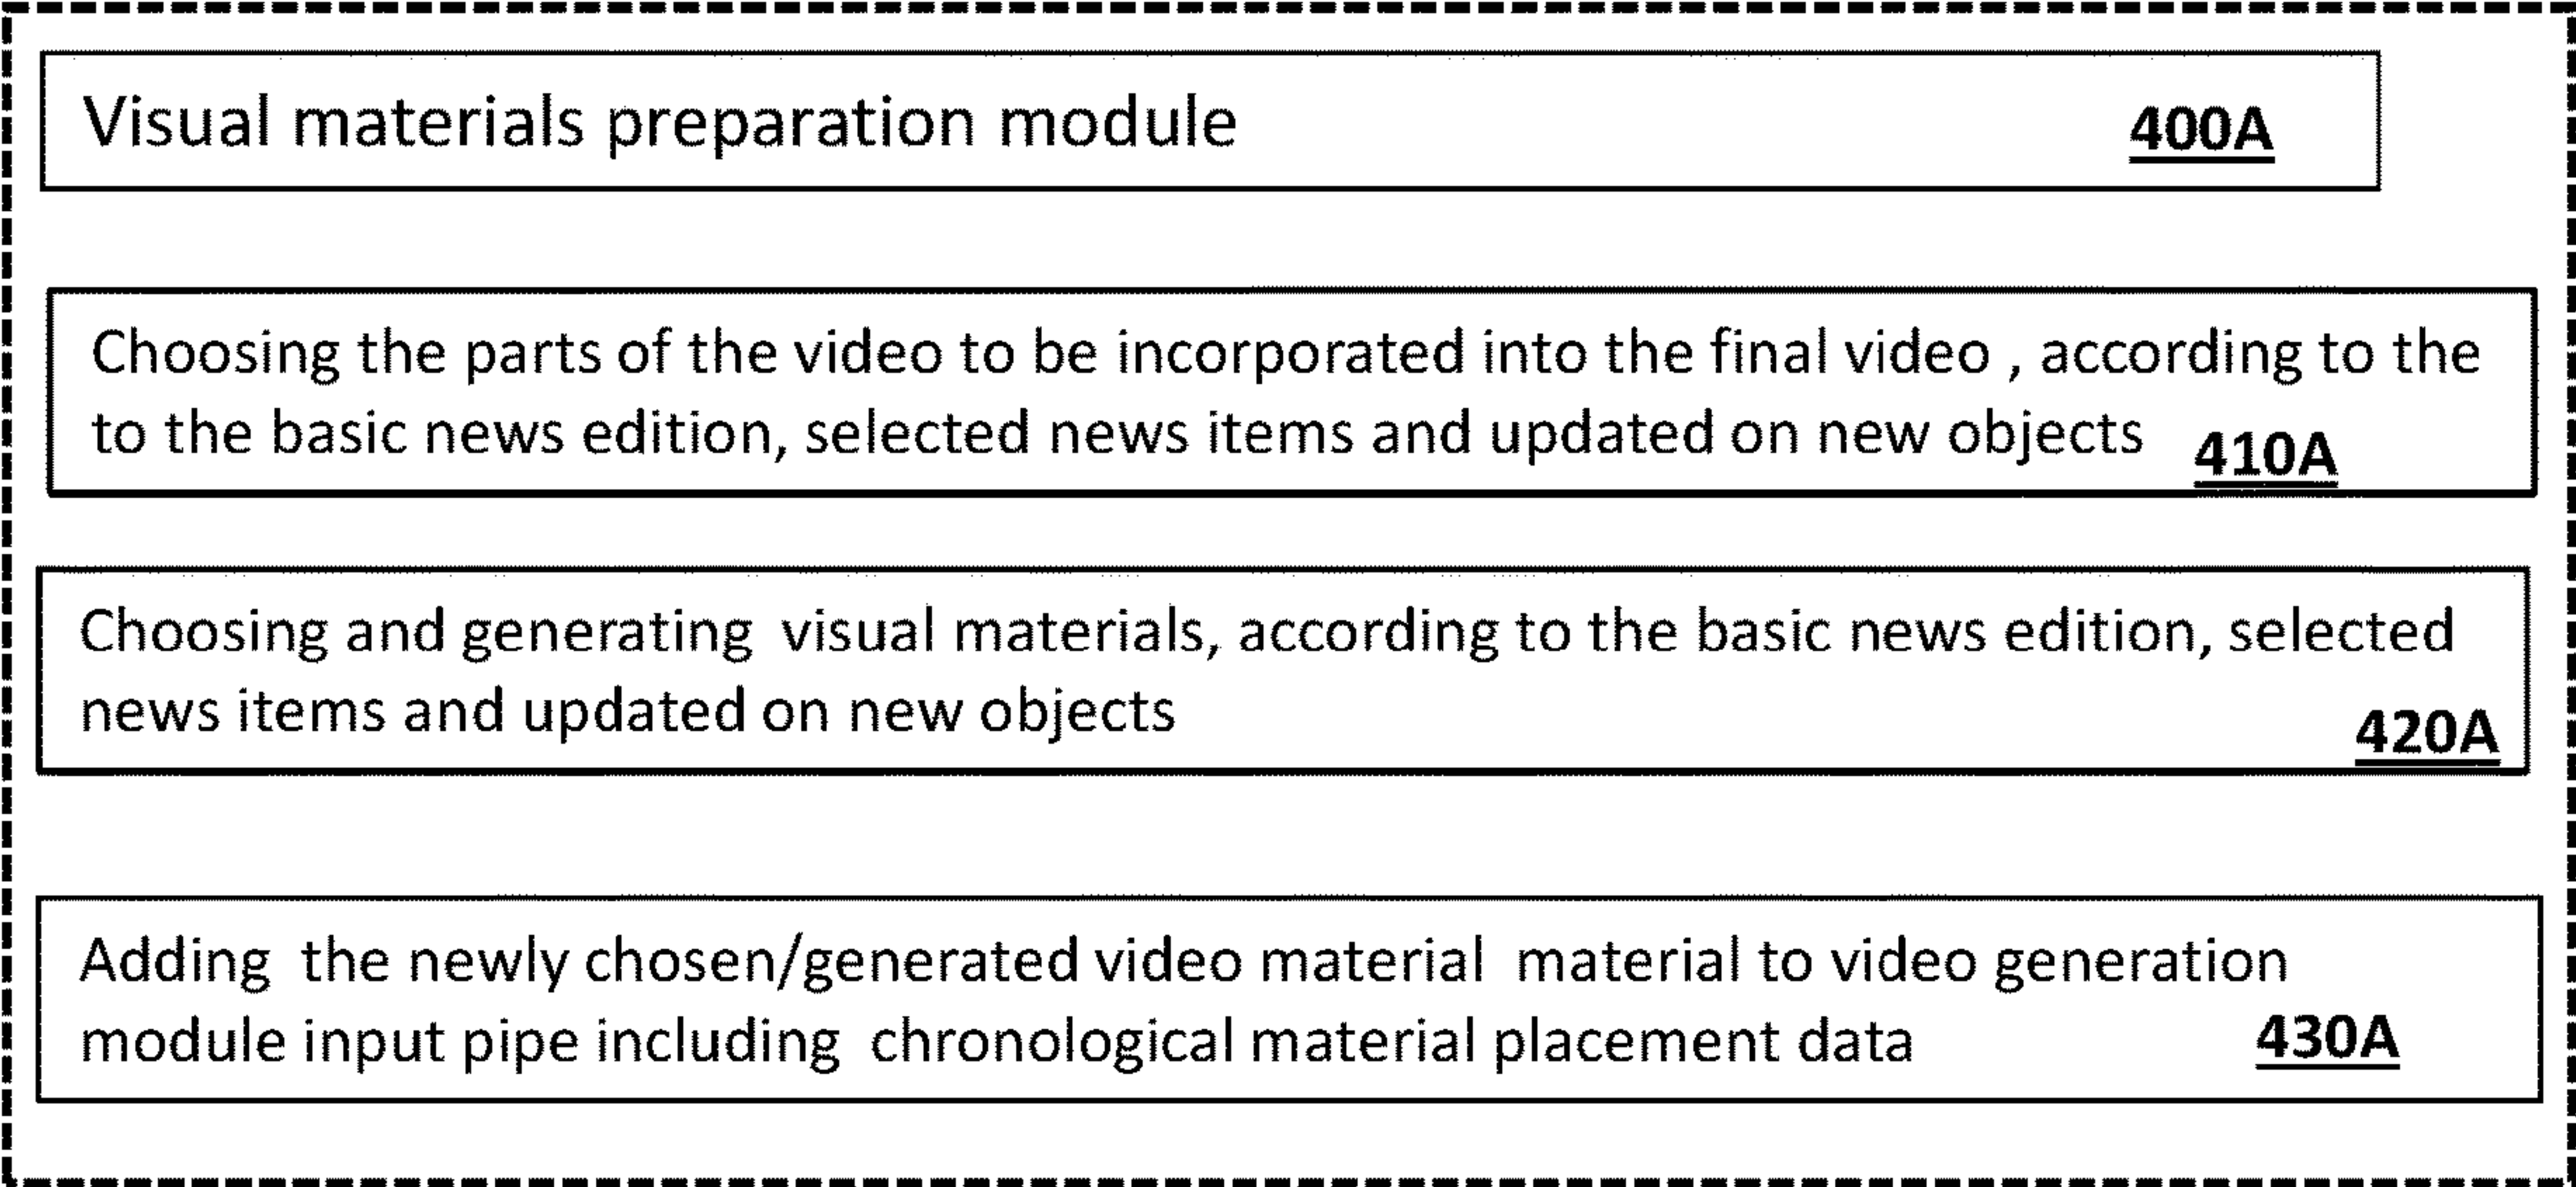 Visual materials preparation module 400A
Choosing the parts of the video to be incorporated into the final video , according to the
to the basic news edition, selected news items and updated on new objects 410A
Choosing and generating visual materials, according to the basic news edition, selected
news items and updated on new objects 420A
Adding the newly chosen/generated video material material to video generation
module input pipe including chronological material placement data 430A